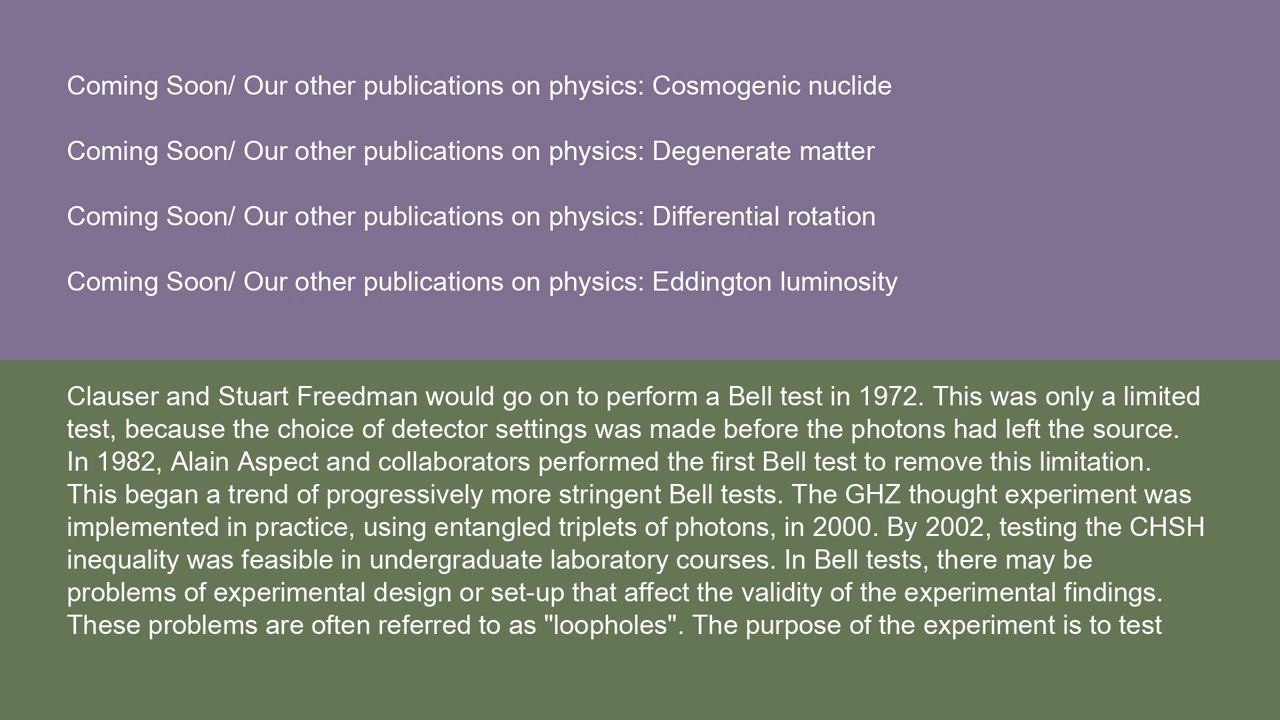 Coming Soon/ Our other publications on physics: Cosmogenic nuclide
Coming Soon/ Our other publications on physics: Degenerate matter
Coming Soon/ Our other publications on physics: Differential rotation
Coming Soon/ Our other publications on physics: Eddington luminosity
Clauser and Stuart Freedman would go on to perform a Bell test in 1972. This was only a limited
test, because the choice of detector settings was made before the photons had left the source.
In 1982, Alain Aspect and collaborators performed the first Bell test to remove this limitation.
This began a trend of progressively more stringent Bell tests. The GHZ thought experiment was
implemented in practice, using entangled triplets of photons, in 2000. By 2002, testing the CHSH
inequality was feasible in undergraduate laboratory courses. In Bell tests, there may be
problems of experimental design or set-up that affect the validity of the experimental findings.
These problems are often referred to as "loopholes". The purpose of the experiment is to test